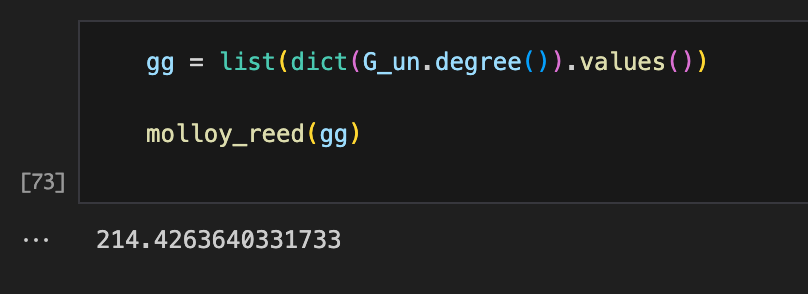 gg = list(dict(G_un.degree()).values())
molloy_reed(gg)
[73]
... 214.4263640331733